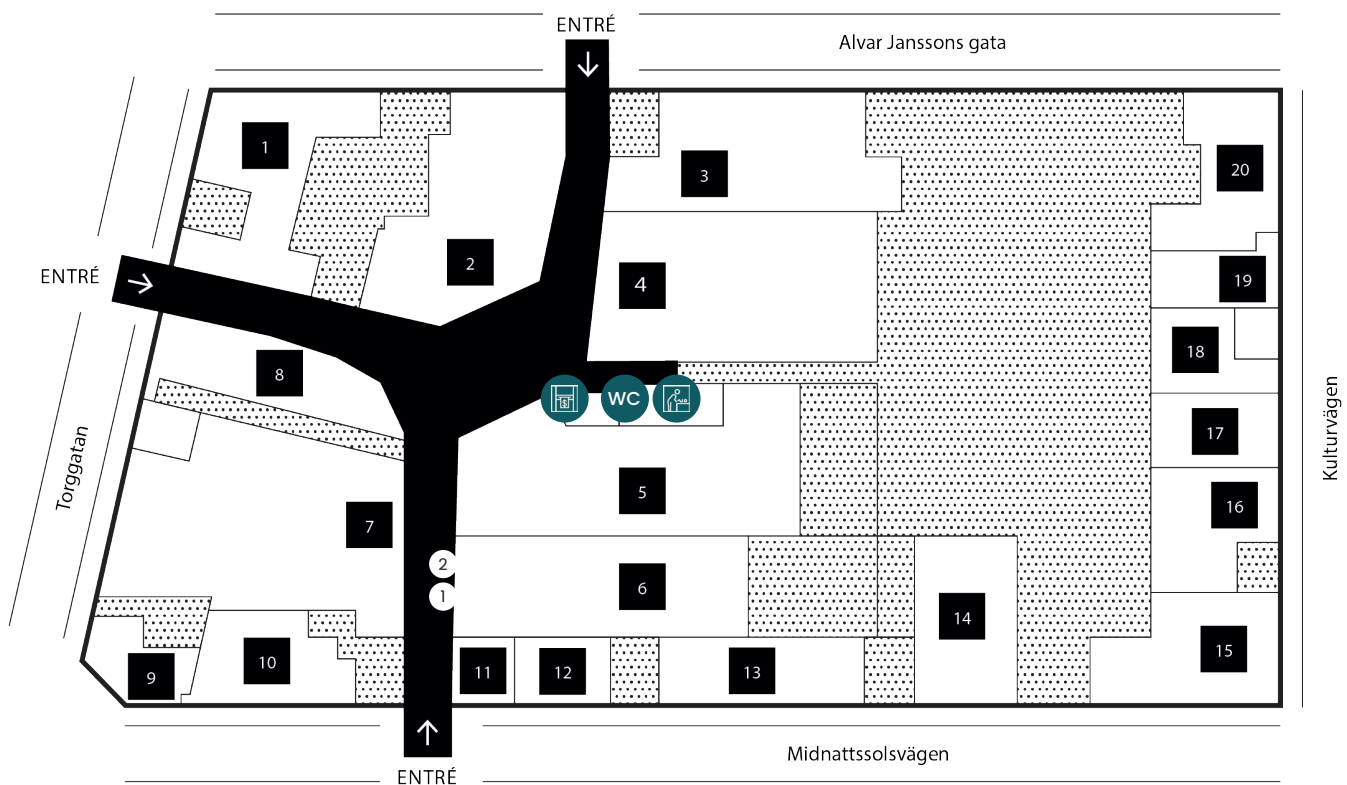 ENTRÉ
Alvar Janssons gata
1
3
20
2
ENTRÉ
4
19
18
8
WC
Kulturvägen
17
Torggatan
5
16
7
2
6
1
14
15
10
9
11
12
13
Midnattssolsvägen
ENTRÉ